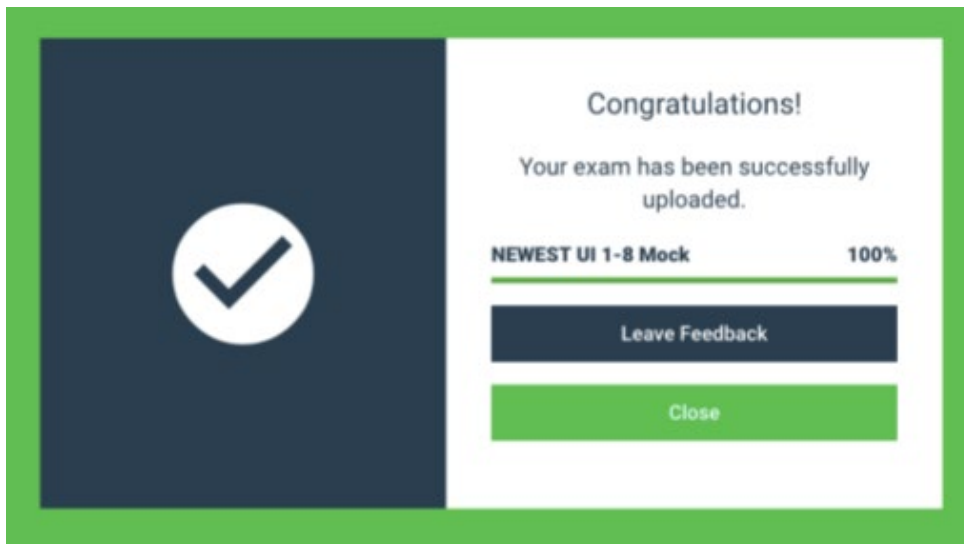 Congratulations!
Your exam has been successfully
uploaded.
NEWEST UI 1-8 Mock 100%
Leave Feedback
Close